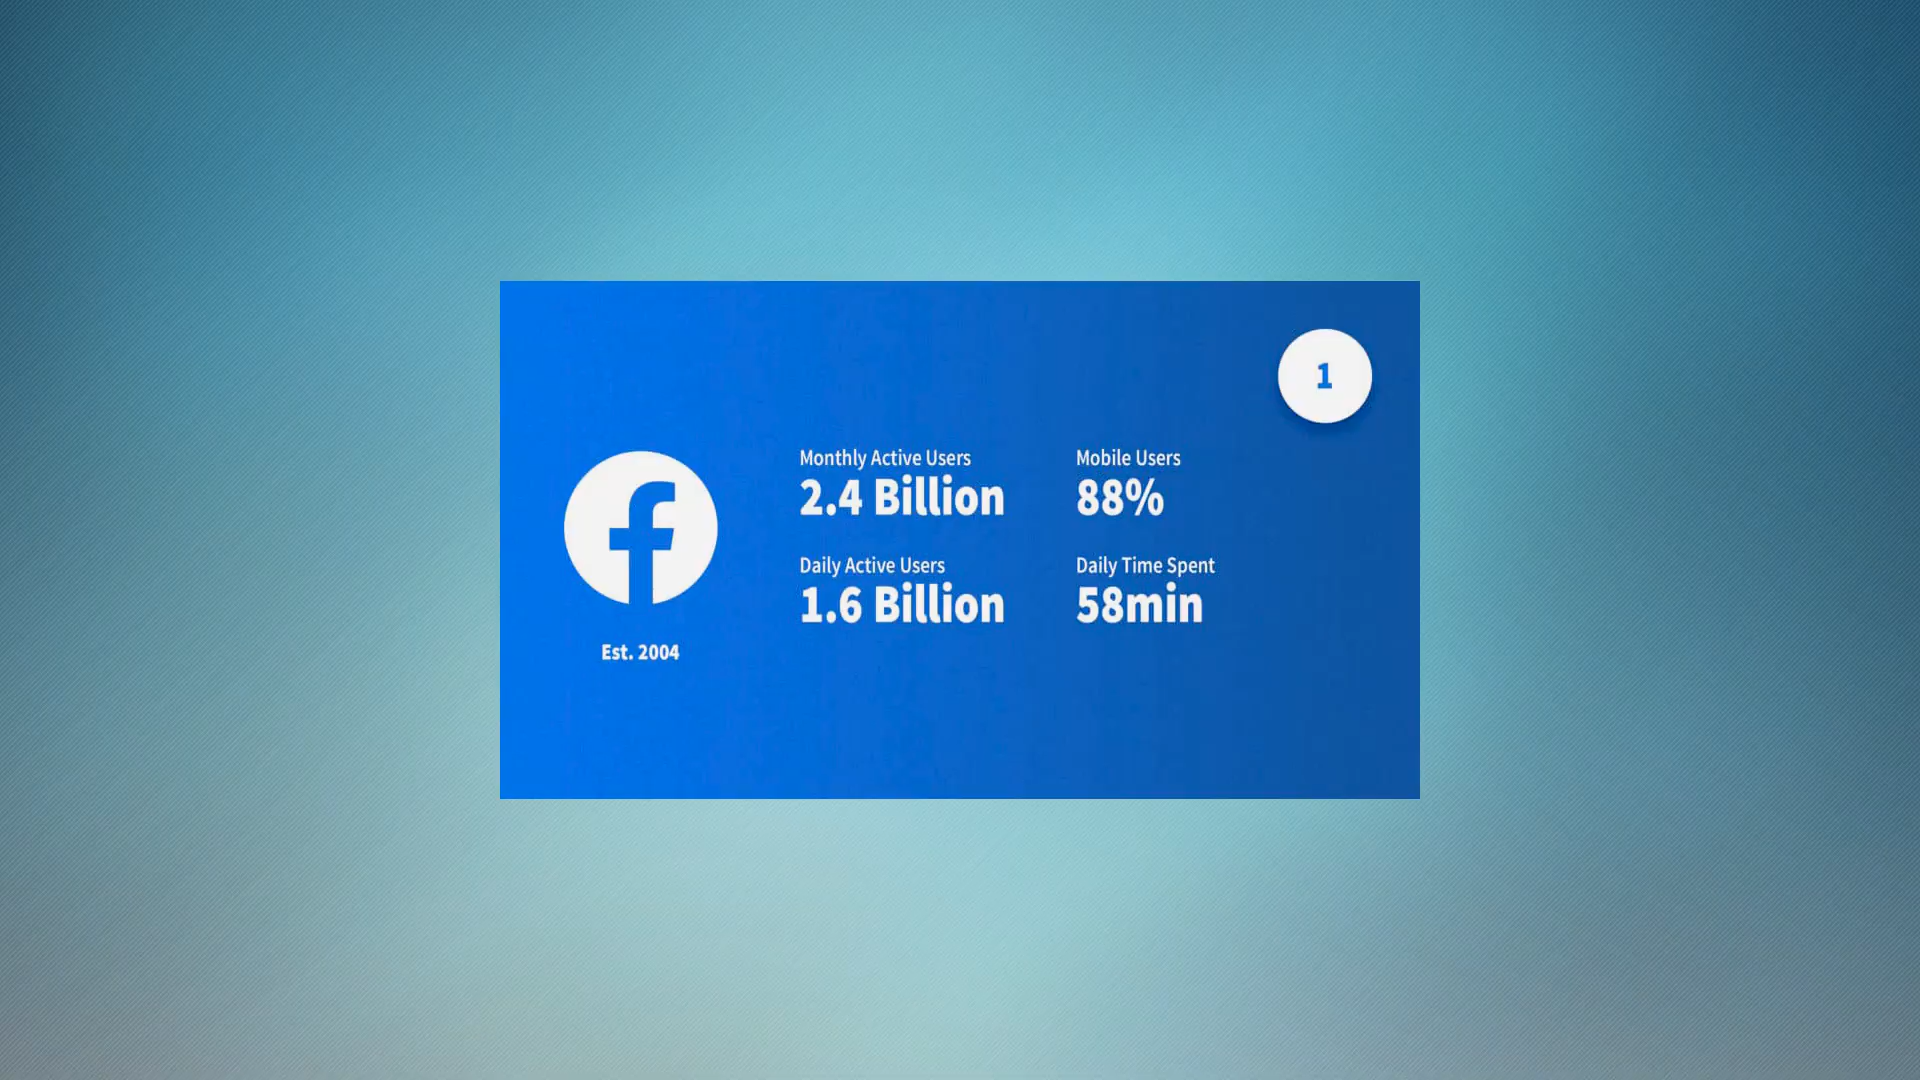 1
Monthly Active Users
2.4 Billion
Mobile Users
88%
Daily Active Users
1.6 Billion
Daily Time Spent
58min
Est. 2004